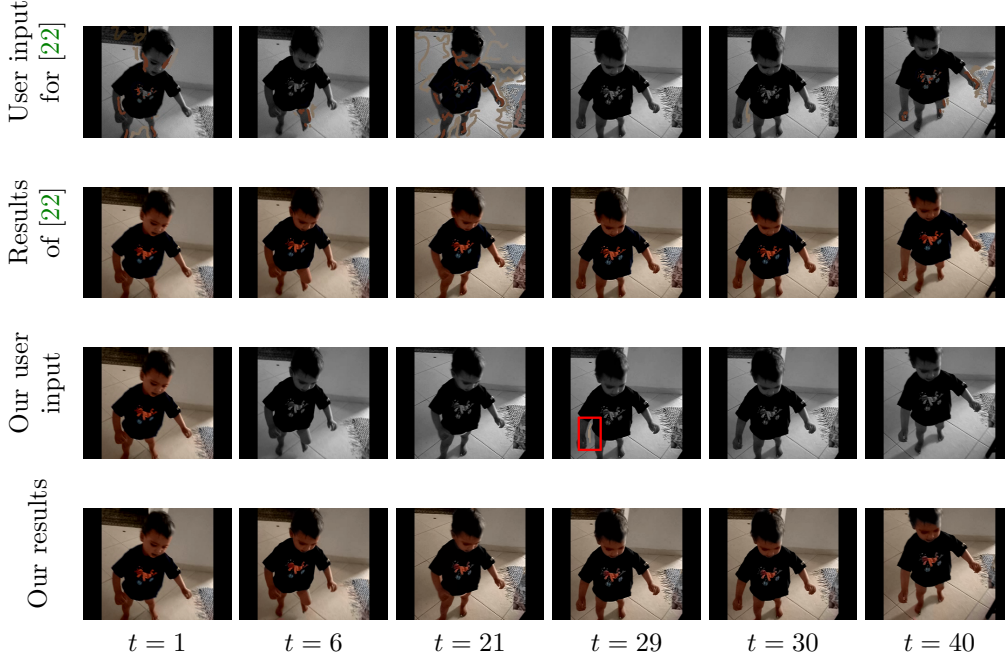 User input
for [22]
Results
of [22]
Our user
input
Our results
t = 1
t = 6
t = 21
t = 29
t = 30
t = 40